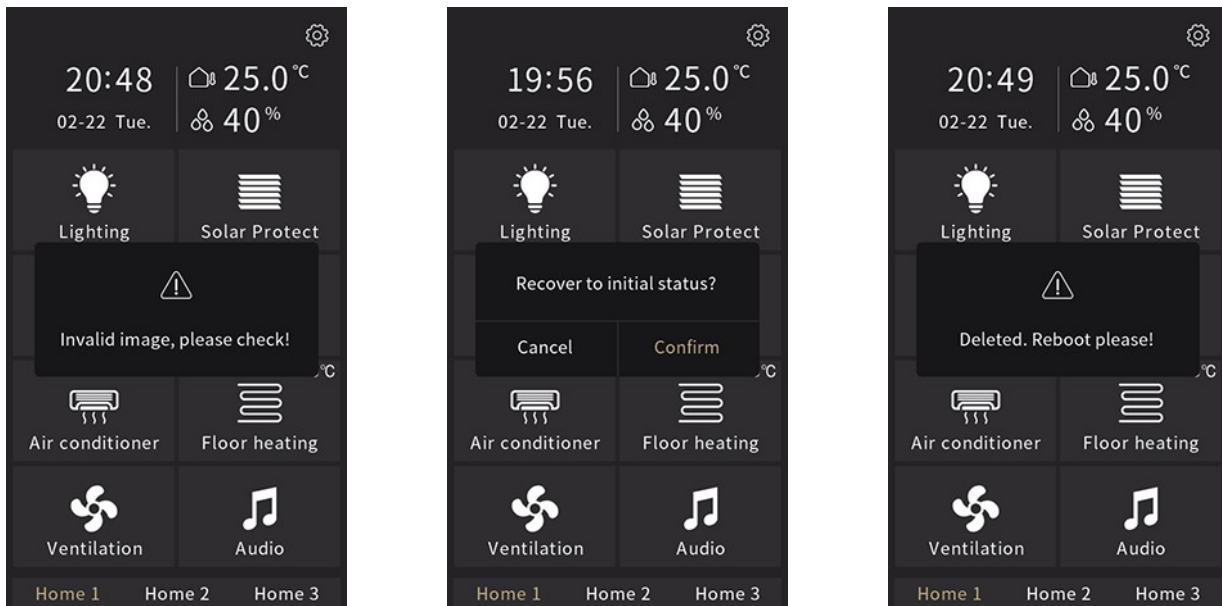 20:48
25.0°C
02-22 Tue.
40%
Lighting
Solar Protect
Invalid image, please check!
°C
Air conditioner
Floor heating
Ventilation
Audio
Home 1 Home 2 Home 3
19:56
25.0°C
02-22 Tue.
40%
Lighting
Solar Protect
Recover to initial status?
Cancel
Confirm
°C
Air conditioner
Floor heating
Ventilation
Audio
Home 1 Home 2 Home 3
20:49
25.0°C
02-22 Tue.
40%
Lighting
Solar Protect
Deleted. Reboot please!
°C
Air conditioner
Floor heating
Ventilation
Audio
Home 1 Home 2 Home 3